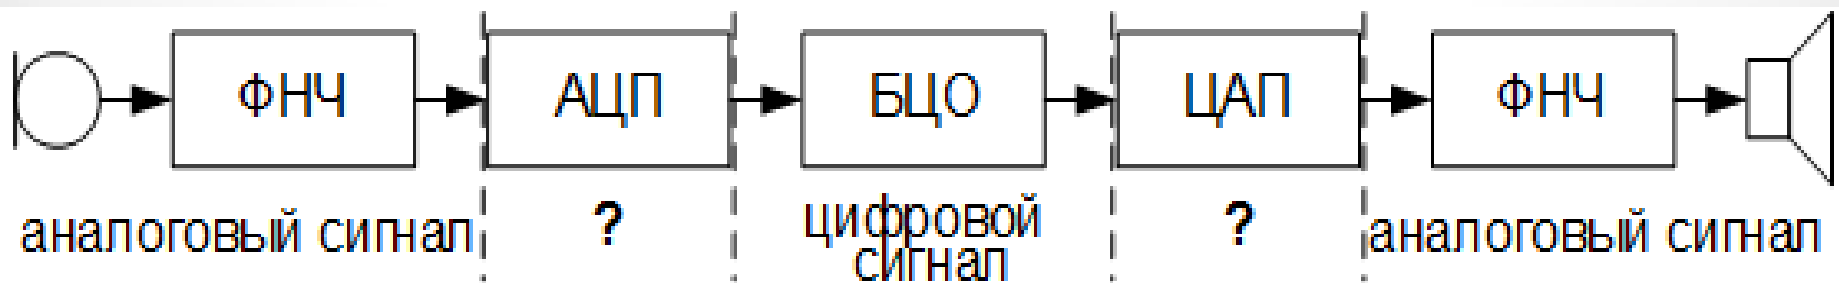 ФНЧ
АЦП
БЦО
ЦАП
ФНЧ
аналоговый сигнал
?
цифровой
сигнал
?
аналоговый сигнал